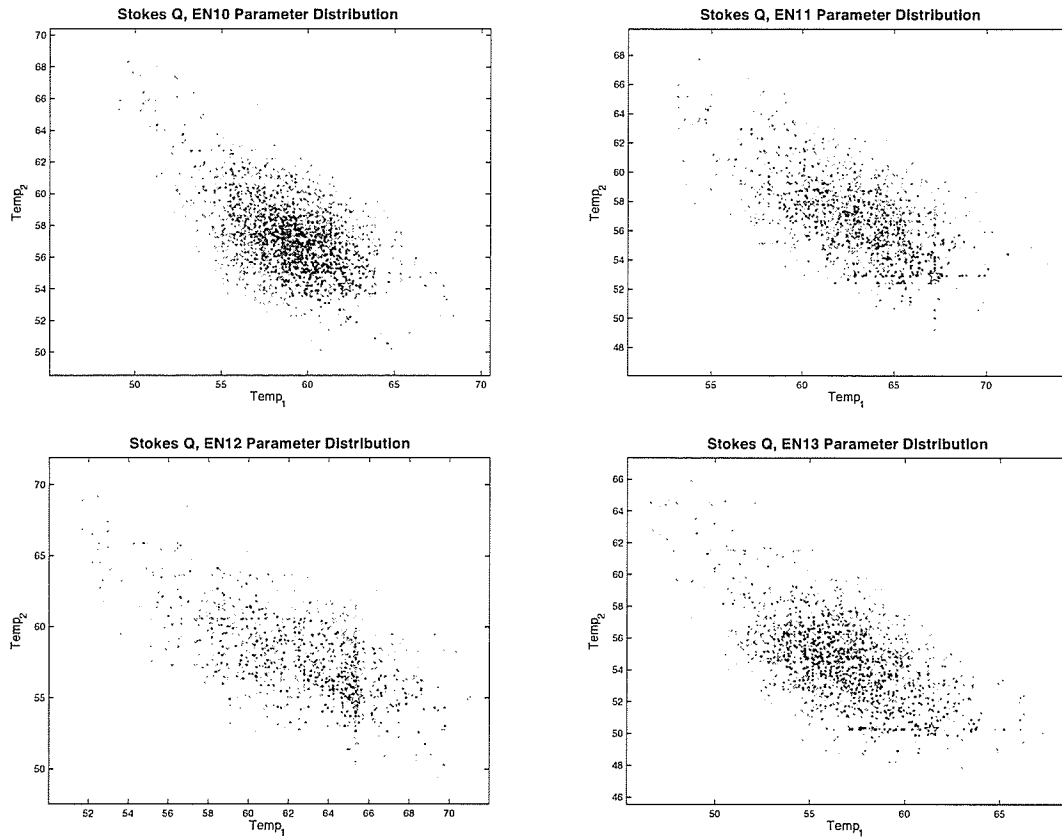 Stokes Q, EN10 Parameter Distribution
70
68
66
64
62
60
58
56
54
52
50
Temp2
50 55 60 65 70
Temp1
Stokes Q, EN11 Parameter Distribution
68
66
64
62
60
58
56
54
52
50
48
46
Temp2
55 60 65 70
Temp1
Stokes Q, EN12 Parameter Distribution
70
65
60
55
50
Temp2
52 54 56 58 60 62 64 66 68 70
Temp1
Stokes Q, EN13 Parameter Distribution
66
64
62
60
58
56
54
52
50
48
46
Temp2
50 55 60 65
Temp1